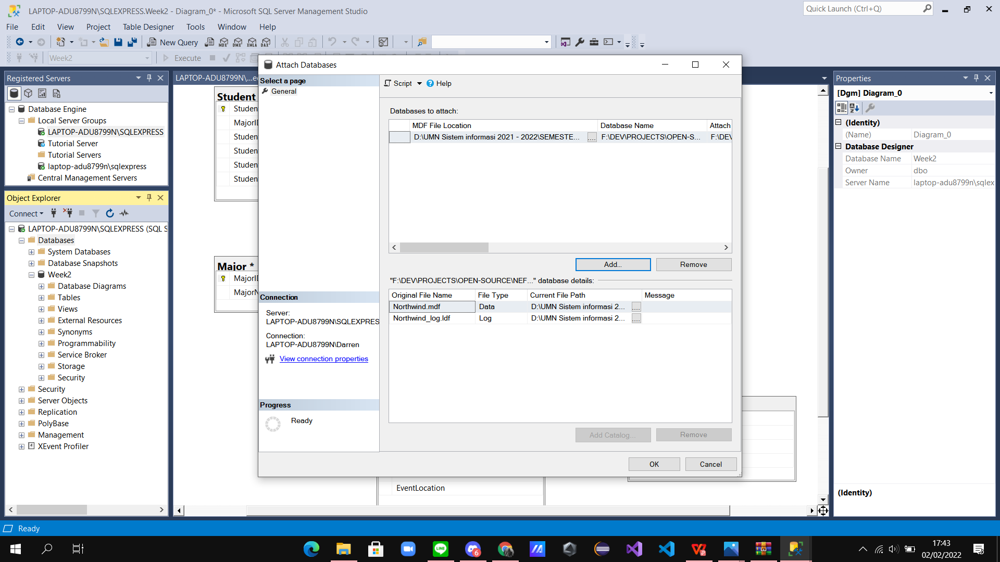 LAPTOP-ADU8799N\SQLEXPRESS.Week2 - Diagram_0* - Microsoft SQL Server Management Studio
Quick Launch (Ctrl+Q)
File Edit View Project Table Designer Tools Window Help
New Query MDX DMX XMLA DAX
Week2 Execute
Registered Servers
Database Engine
Local Server Groups
LAPTOP-ADU8799N\SQLEXPRESS
Tutorial Server
Tutorial Servers
laptop-adu8799n\sqlexpress
Central Management Servers
Object Explorer
Connect
LAPTOP-ADU8799N\SQLEXPRESS (SQL S
Databases
System Databases
Database Snapshots
Week2
Database Diagrams
Tables
Views
External Resources
Synonyms
Programmability
Service Broker
Storage
Security
Security
Server Objects
Replication
PolyBase
Management
XEvent Profiler
LAPTOP-ADU8799N\...e
Student
Studen
MajorI
Studen
Studen
Studen
Studen
Major *
MajorI
MajorN
EventLocation
Attach Databases
Select a page
General
Connection
Server:
LAPTOP-ADU8799N\SQLEXPRES
Connection:
LAPTOP-ADU8799N\Darren
View connection properties
Progress
Ready
Script Help
Databases to attach:
MDF File Location Database Name Attach
D:\UMN Sistem informasi 2021 - 2022\SEMESTE... ... F:\DEV\PROJECTS\OPEN-S... F:\DEV
Add... Remove
"F:\DEV\PROJECTS\OPEN-SOURCE\NEF..." database details:
Original File Name File Type Current File Path Message
Northwind.mdf Data D:\UMN Sistem informasi 2... ...
Northwind_log.ldf Log D:\UMN Sistem informasi 2... ...
Add Catalog... Remove
OK Cancel
Properties
[Dgm] Diagram_0
(Identity)
(Name) Diagram_0
Database Designer
Database Name Week2
Owner dbo
Server Name laptop-adu8799n\sqlex
(Identity)
Ready
6
17:43
02/02/2022